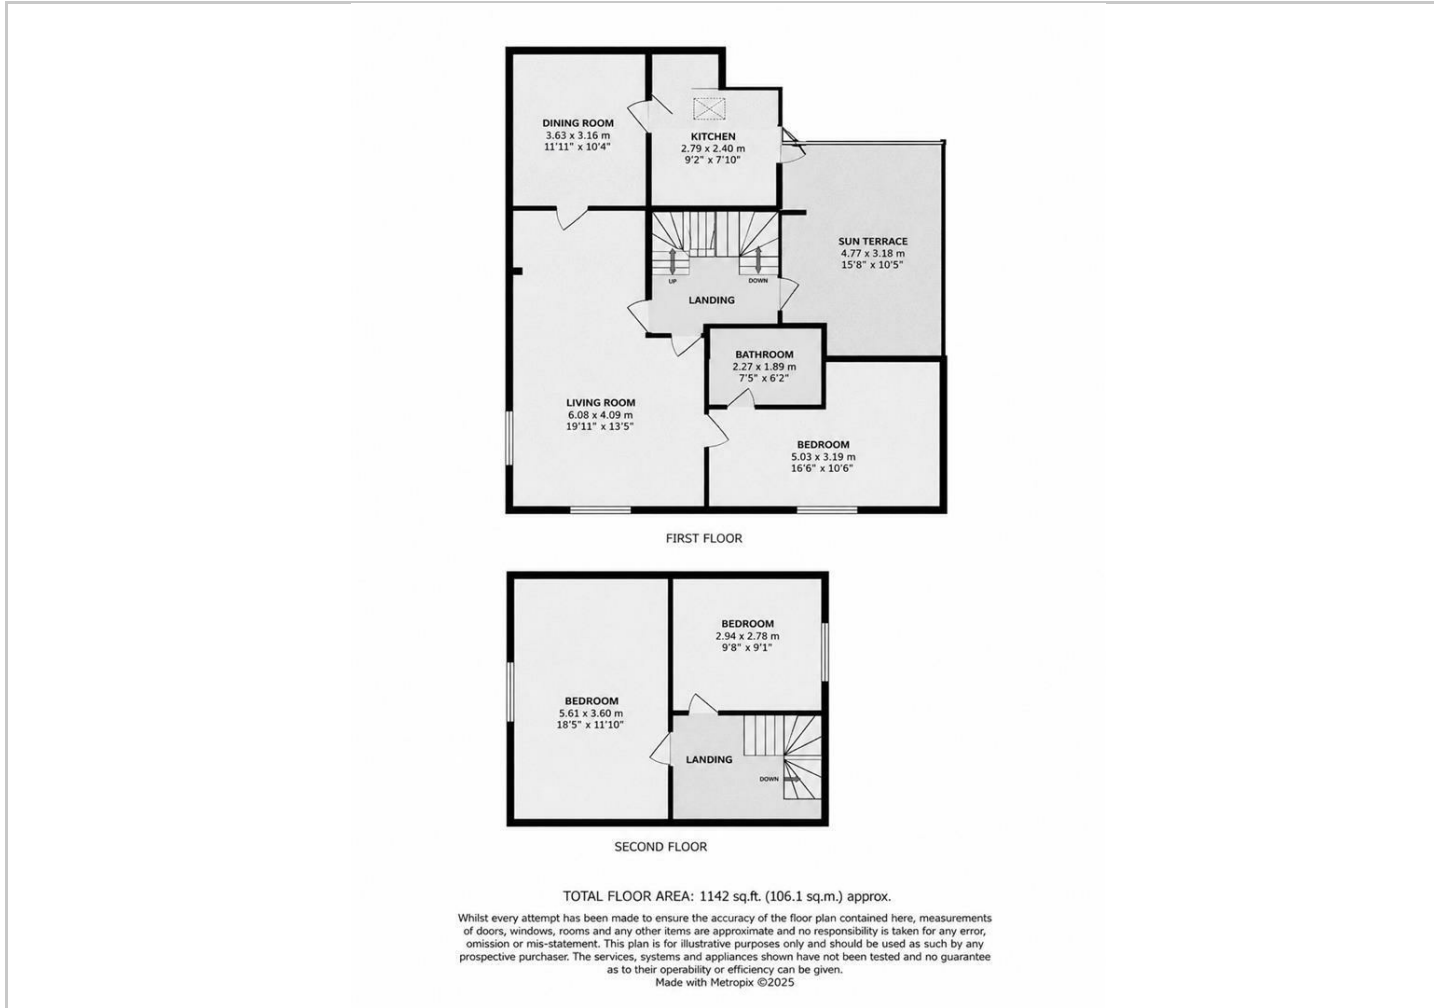 DINING ROOM
3.63 x 3.16 m
11'11" x 10'4"
KITCHEN
2.79 x 2.40 m
9'2" x 7'10"
SUN TERRACE
4.77 x 3.18 m
15'8" x 10'5"
UP
DOWN
LANDING
BATHROOM
2.27 x 1.89 m
7'5" x 6'2"
LIVING ROOM
6.08 x 4.09 m
19'11" x 13'5"
BEDROOM
5.03 x 3.19 m
16'6" x 10'6"
FIRST FLOOR
BEDROOM
2.94 x 2.78 m
9'8" x 9'1"
BEDROOM
5.61 x 3.60 m
18'5" x 11'10"
LANDING
DOWN
SECOND FLOOR
TOTAL FLOOR AREA: 1142 sq.ft. (106.1 sq.m.) approx.
Whilst every attempt has been made to ensure the accuracy of the floor plan contained here, measurements
of doors, windows, rooms and any other items are approximate and no responsibility is taken for any error,
omission or mis-statement. This plan is for illustrative purposes only and should be used as such by any
prospective purchaser. The services, systems and appliances shown have not been tested and no guarantee
as to their operability or efficiency can be given.
Made with Metropix ©2025